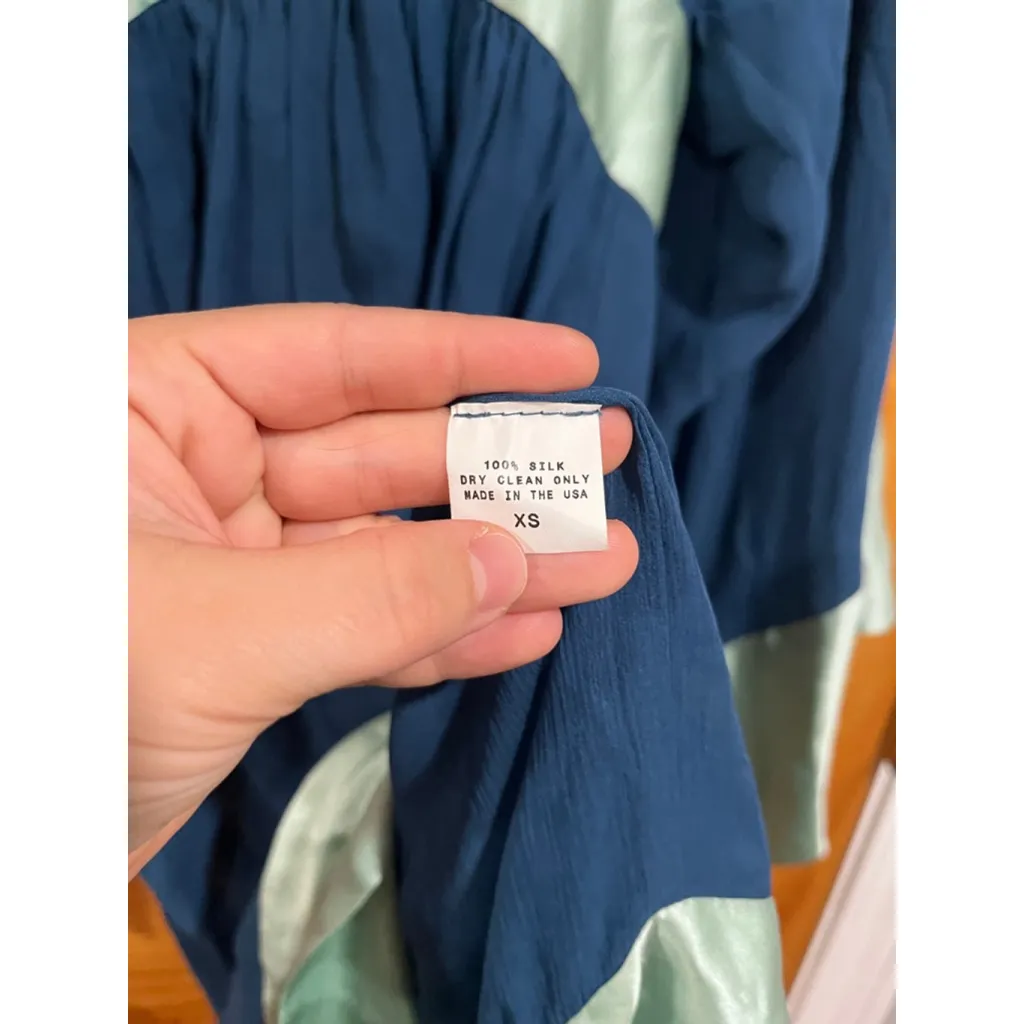 100% SILK
DRY CLEAN ONLY
MADE IN THE USA
XS